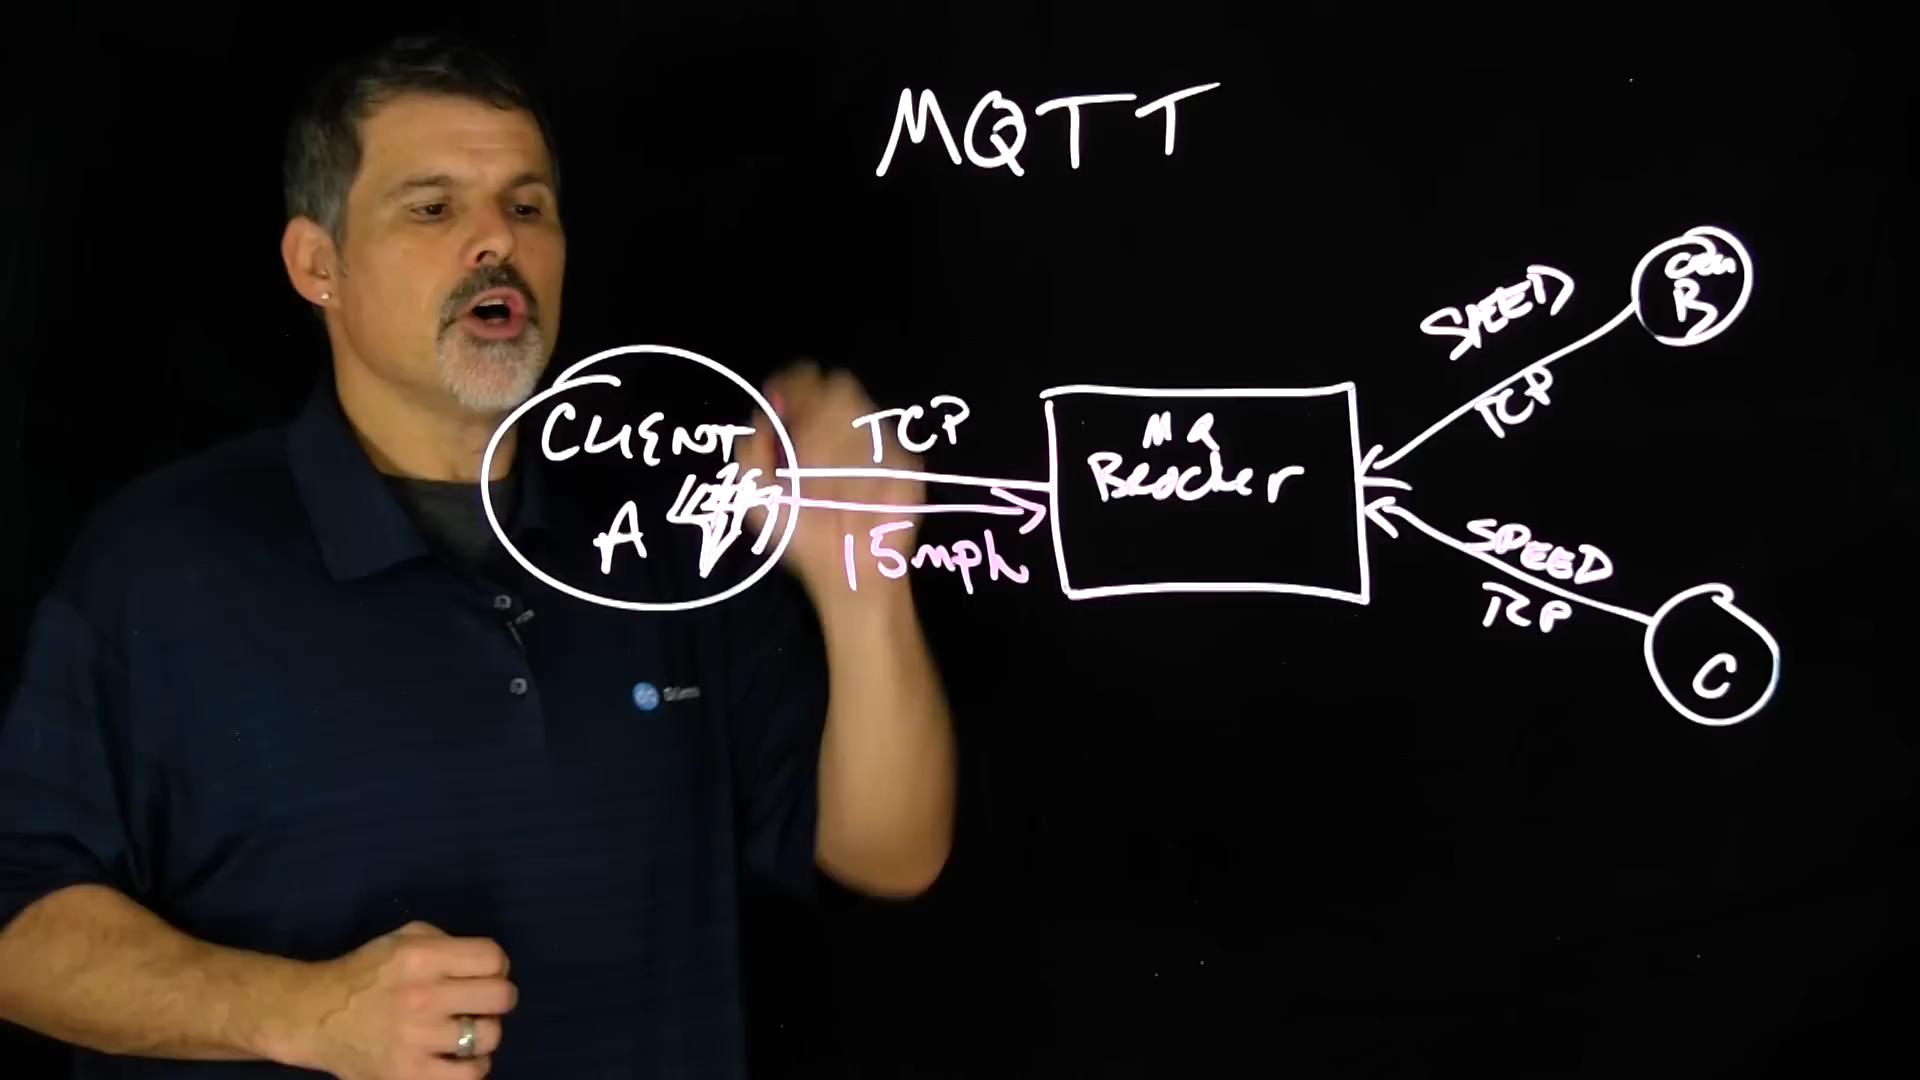 MQTT
CLIENT
A
TCP
15mph
MQ
Brocker
SPEED
TCP
B
SPEED
TCP
C